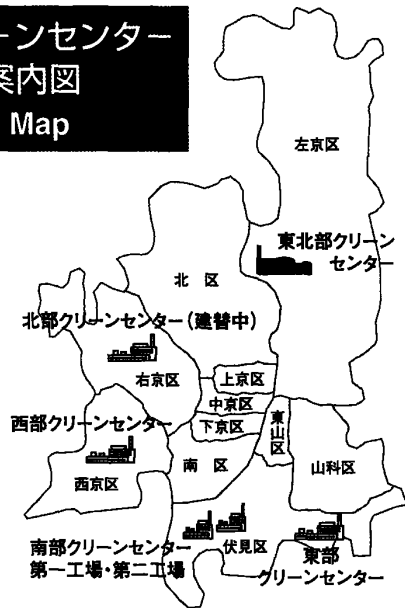 ーンセンター
案内図
Map
左京区
東北部クリーン
センター
北 区
北部クリーンセンター(建替中)
右京区
上京区
中京区
下京区
東山区
西部クリーンセンター
西京区
南 区
山科区
南部クリーンセンター
第一工場・第二工場
伏見区
東部
クリーンセンター